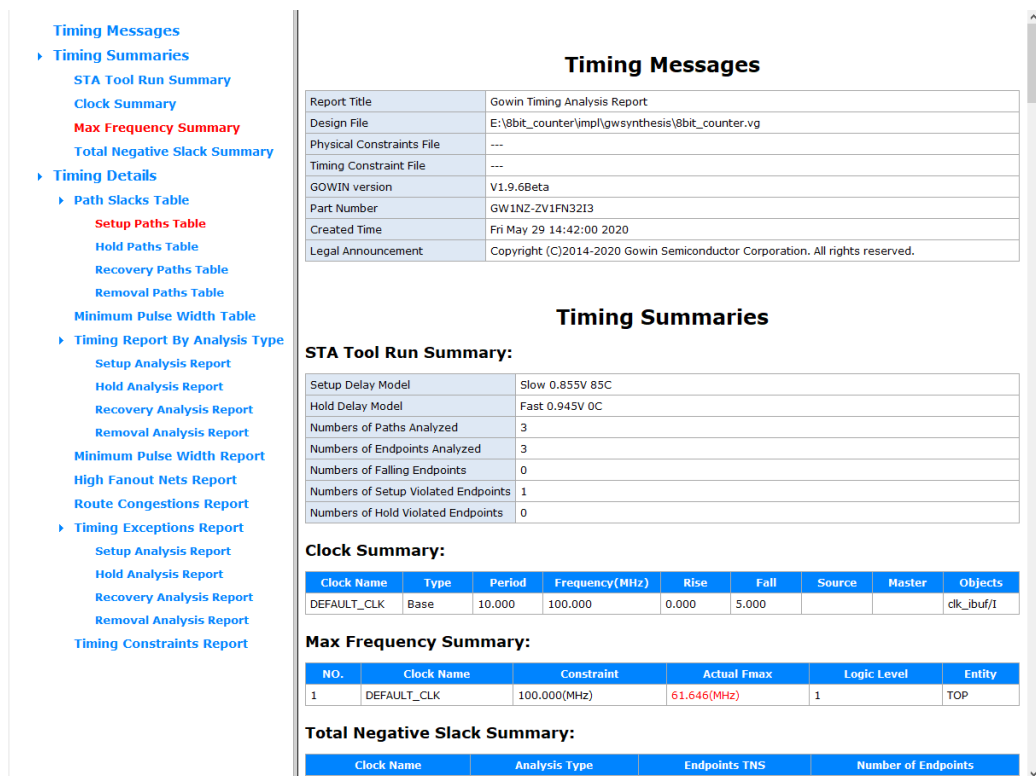 Timing Messages
Timing Summaries
STA Tool Run Summary
Clock Summary
Max Frequency Summary
Total Negative Slack Summary
Timing Details
Path Slacks Table
Setup Paths Table
Hold Paths Table
Recovery Paths Table
Removal Paths Table
Minimum Pulse Width Table
Timing Report By Analysis Type
Setup Analysis Report
Hold Analysis Report
Recovery Analysis Report
Removal Analysis Report
Minimum Pulse Width Report
High Fanout Nets Report
Route Congestions Report
Timing Exceptions Report
Setup Analysis Report
Hold Analysis Report
Recovery Analysis Report
Removal Analysis Report
Timing Constraints Report
Timing Messages
Report Title Gowin Timing Analysis Report
Design File E:\8bit_counter\impl\gwsynthesis\8bit_counter.vg
Physical Constraints File ---
Timing Constraint File ---
GOWIN version V1.9.6Beta
Part Number GW1NZ-ZV1FN32I3
Created Time Fri May 29 14:42:00 2020
Legal Announcement Copyright (C)2014-2020 Gowin Semiconductor Corporation. All rights reserved.
Timing Summaries
STA Tool Run Summary:
Setup Delay Model Slow 0.855V 85C
Hold Delay Model Fast 0.945V 0C
Numbers of Paths Analyzed 3
Numbers of Endpoints Analyzed 3
Numbers of Falling Endpoints 0
Numbers of Setup Violated Endpoints 1
Numbers of Hold Violated Endpoints 0
Clock Summary:
Clock Name Type Period Frequency(MHz) Rise Fall Source Master Objects
DEFAULT_CLK Base 10.000 100.000 0.000 5.000 clk_ibuf/I
Max Frequency Summary:
NO. Clock Name Constraint Actual Fmax Logic Level Entity
1 DEFAULT_CLK 100.000(MHz) 61.646(MHz) 1 TOP
Total Negative Slack Summary:
Clock Name Analysis Type Endpoints TNS Number of Endpoints